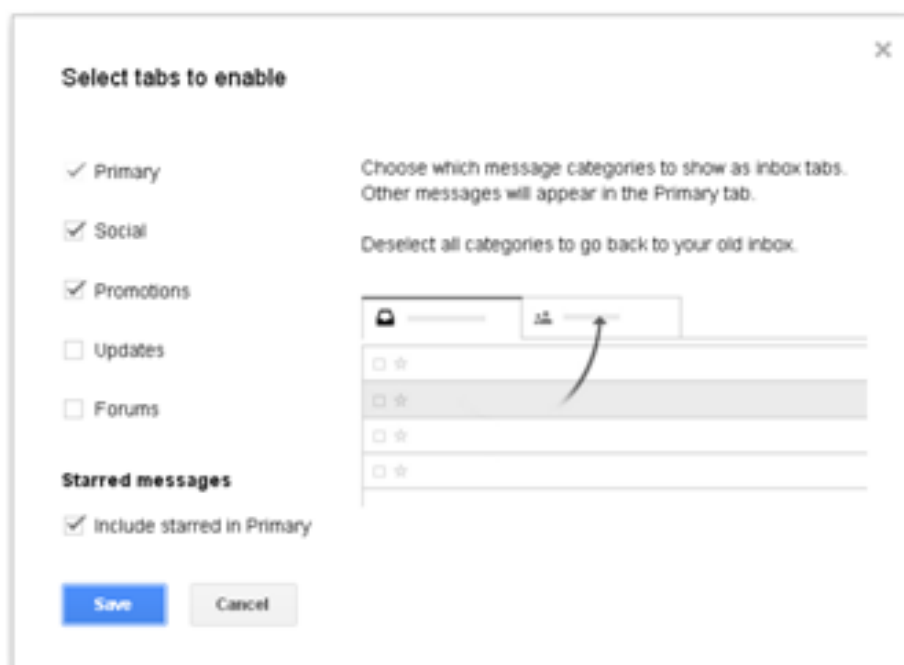 Select tabs to enable
Primary
Social
Promotions
Updates
Forums
Choose which message categories to show as inbox tabs.
Other messages will appear in the Primary tab.
Deselect all categories to go back to your old inbox.
Starred messages
Include starred in Primary
Save
Cancel